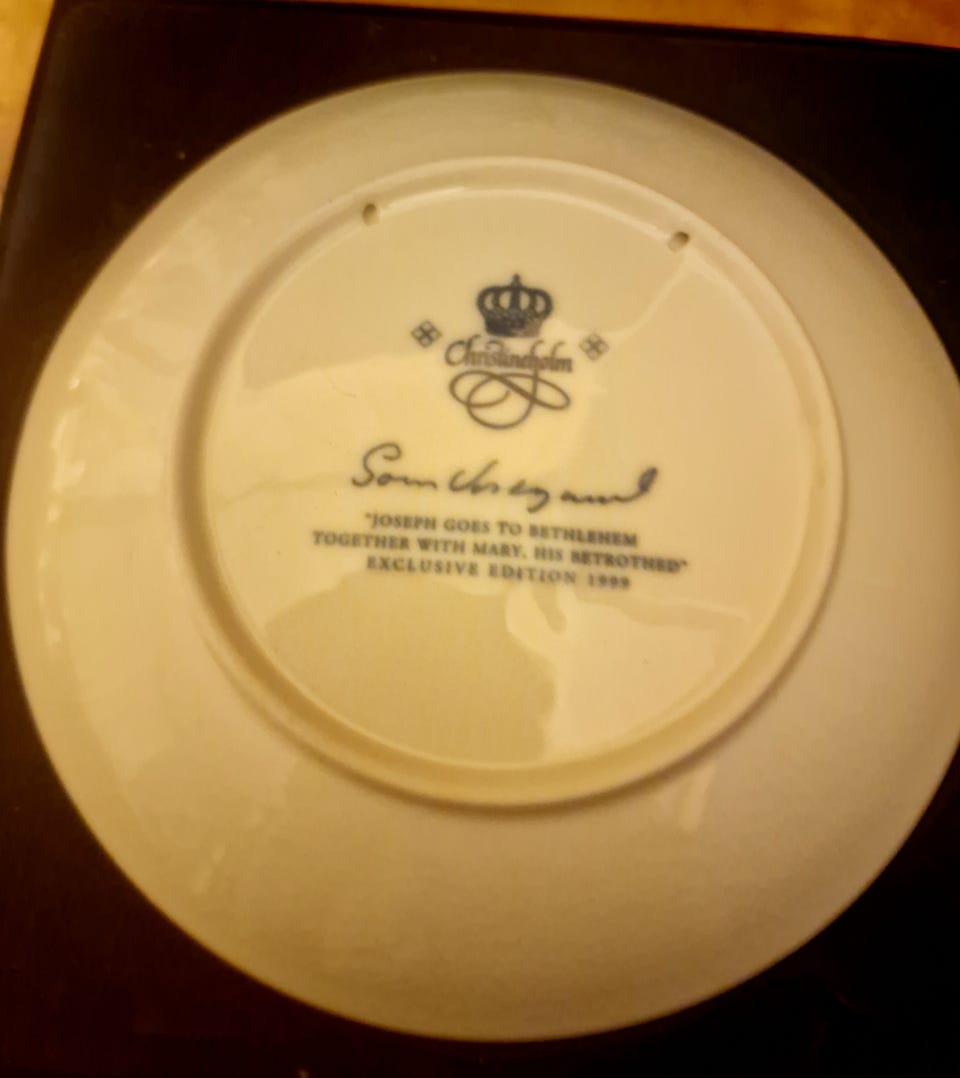 Christineholm
"JOSEPH GOES TO BETHLEHEM
TOGETHER WITH MARY, HIS BETROTHED"
EXCLUSIVE EDITION 1999